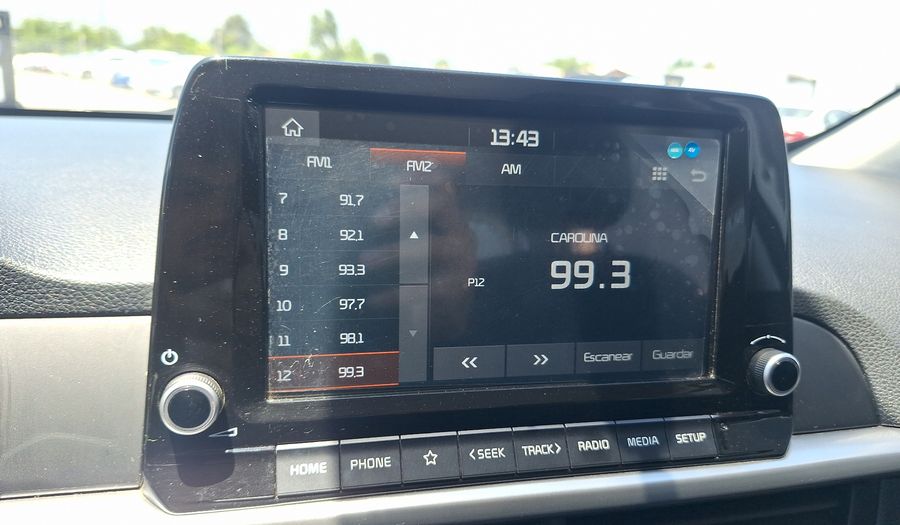 13:43
FM1 FM2 AM
7 91.7
8 92.1
9 93.3
10 97.7
11 98.1
12 99.3
CAROLINA
P12 99.3
Escanear Guardar
HOME PHONE SEEK TRACK RADIO MEDIA SETUP